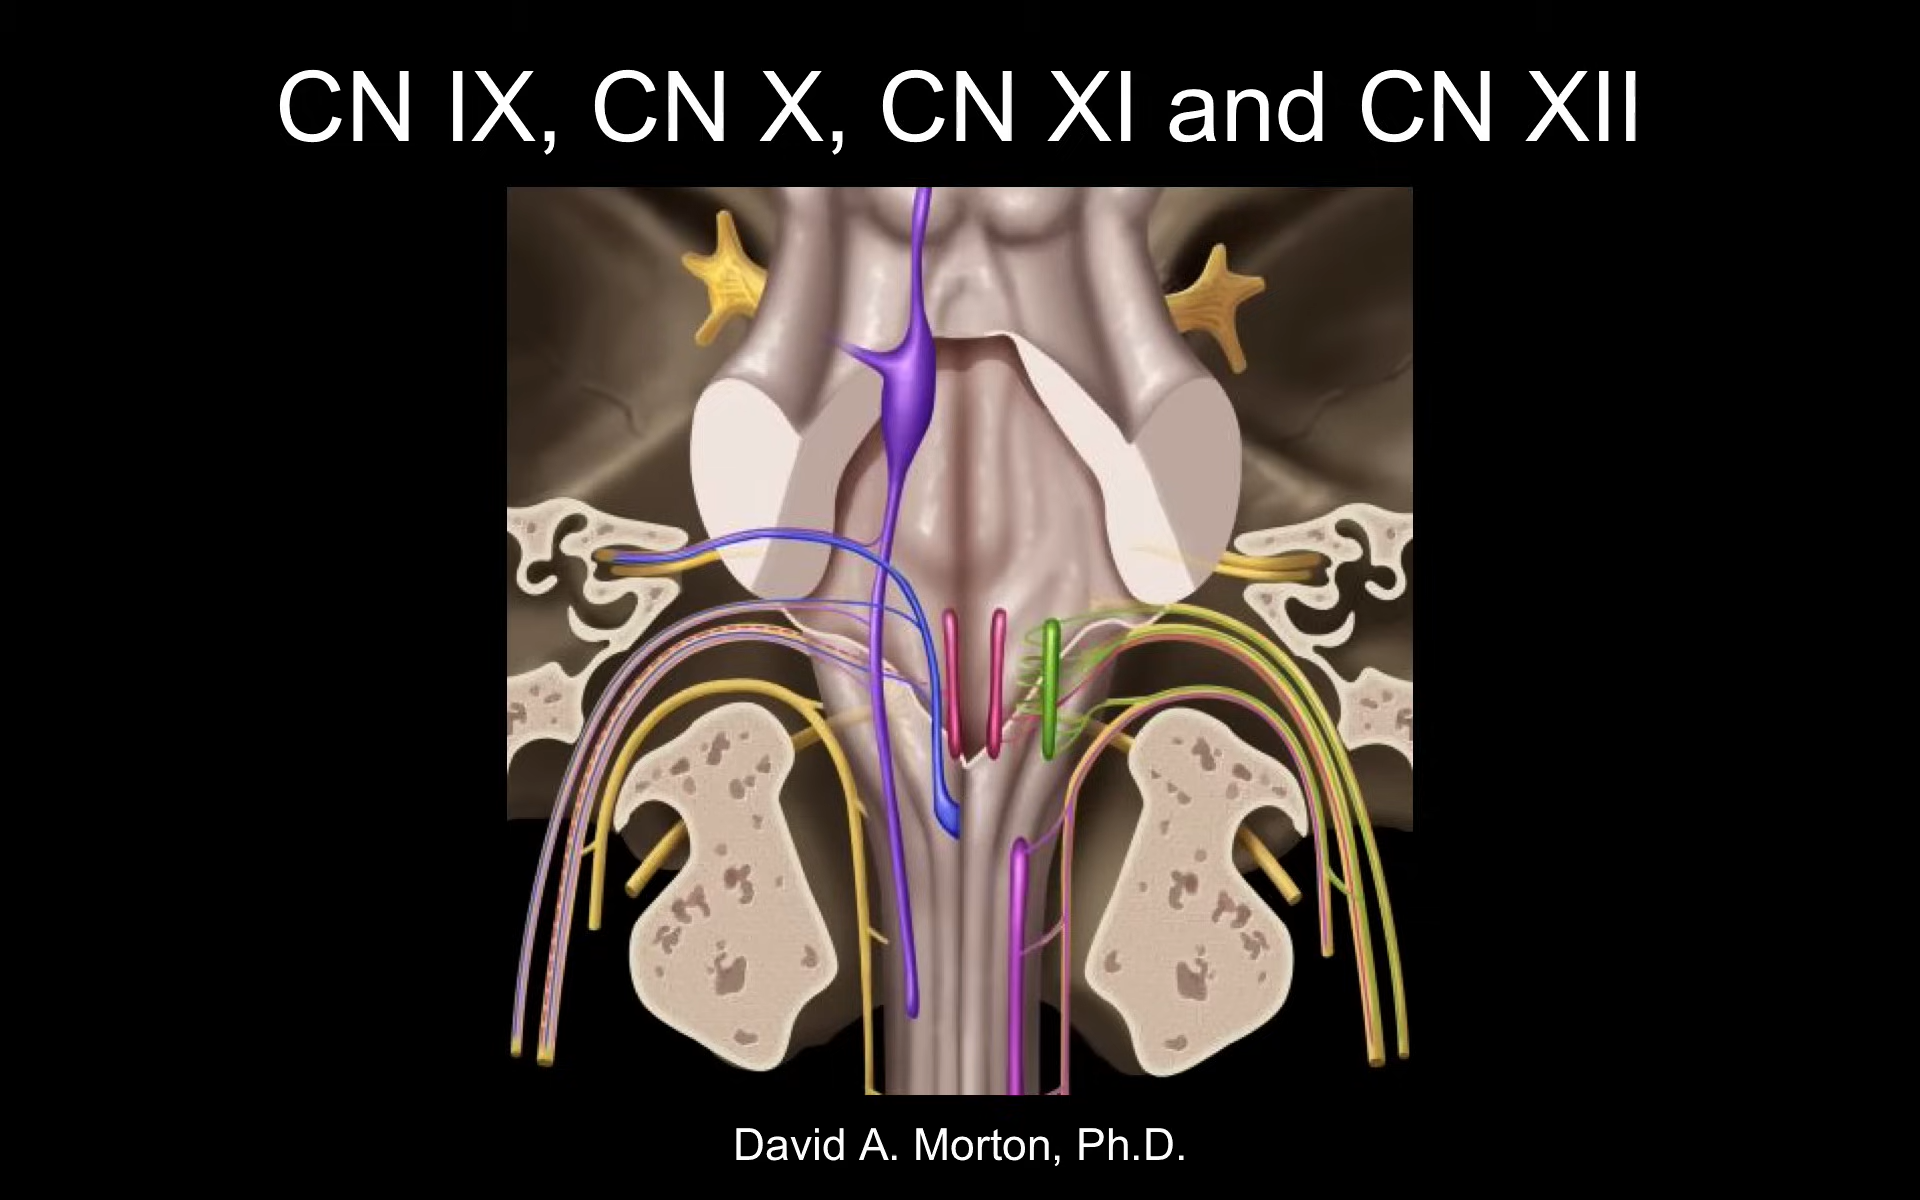 CN IX, CN X, CN XI and CN XII
David A. Morton, Ph.D.